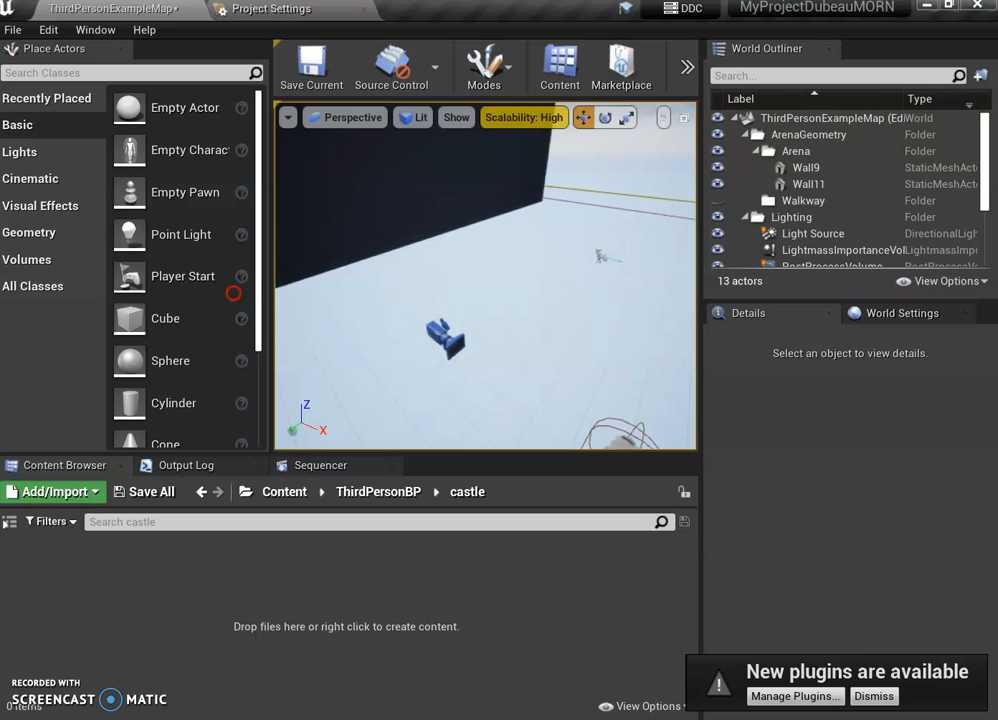 ThirdPersonExampleMap*
Project Settings
DDC
MyProjectDubeauMORN
File Edit Window Help
Place Actors
Search Classes
Recently Placed
Basic
Lights
Cinematic
Visual Effects
Geometry
Volumes
All Classes
Empty Actor
Empty Charac
Empty Pawn
Point Light
Player Start
Cube
Sphere
Cylinder
Cone
Save Current Source Control Modes Content Marketplace
Perspective Lit Show Scalability: High
Z
X
World Outliner
Search...
Label Type
ThirdPersonExampleMap (Edi World
ArenaGeometry Folder
Arena Folder
Wall9 StaticMeshAct
Wall11 StaticMeshAct
Walkway Folder
Lighting Folder
Light Source DirectionalLigh
LightmassImportanceVol Lightmass​Imp
PostProcessVolume PostProcessV
13 actors View Options
Details World Settings
Select an object to view details.
Content Browser Output Log Sequencer
Add/Import Save All Content ThirdPersonBP castle
Filters Search castle
Drop files here or right click to create content.
RECORDED WITH
SCREENCAST MATIC
0 items
View Options
New plugins are available
Manage Plugins... Dismiss